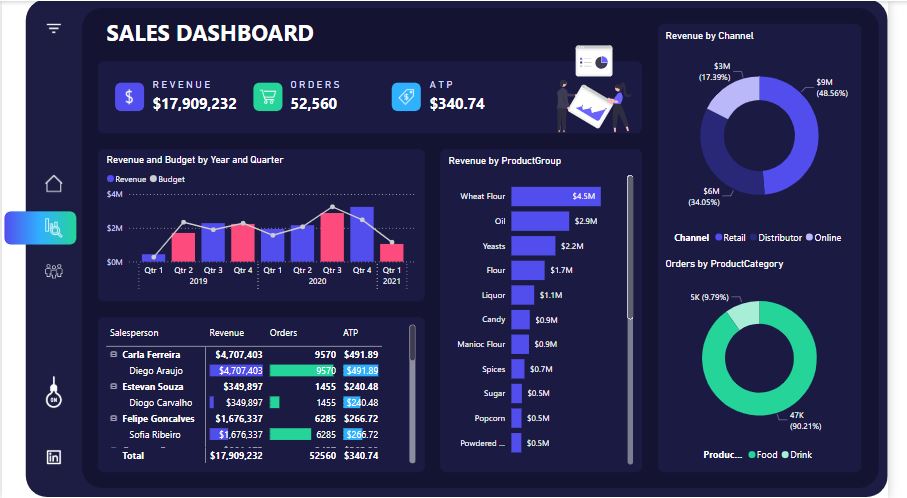 SALES DASHBOARD
REVENUE
$17,909,232
ORDERS
52,560
ATP
$340.74
Revenue and Budget by Year and Quarter
Revenue Budget
$4M
$2M
$0M
Qtr 1 Qtr 2 Qtr 3 Qtr 4 Qtr 1 Qtr 2 Qtr 3 Qtr 4 Qtr 1
2019 2020 2021
Salesperson Revenue Orders ATP
Carla Ferreira $4,707,403 9570 $491.89
Diego Araujo $4,707,403 9570 $491.89
Estevan Souza $349,897 1455 $240.48
Diogo Carvalho $349,897 1455 $240.48
Felipe Goncalves $1,676,337 6285 $266.72
Sofia Ribeiro $1,676,337 6285 $266.72
Total $17,909,232 52560 $340.74
Revenue by ProductGroup
Wheat Flour $4.5M
Oil $2.9M
Yeasts $2.2M
Flour $1.7M
Liquor $1.1M
Candy $0.9M
Manioc Flour $0.9M
Spices $0.7M
Sugar $0.5M
Popcorn $0.5M
Powdered ... $0.5M
Revenue by Channel
$3M
(17.39%)
$9M
(48.56%)
$6M
(34.05%)
Channel Retail Distributor Online
Orders by ProductCategory
5K (9.79%)
47K
(90.21%)
Produc... Food Drink
ON
in